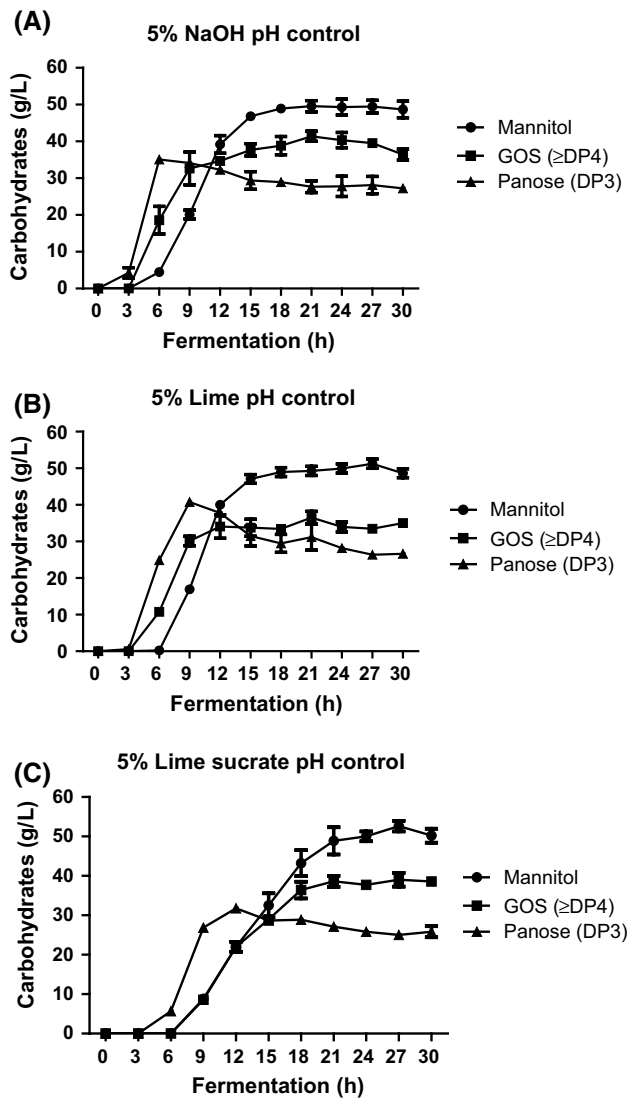 (A)
5% NaOH pH control
Carbohydrates (g/L)
60
50
40
30
20
10
0
0 3 6 9 12 15 18 21 24 27 30
Fermentation (h)
Mannitol
GOS (≥DP4)
Panose (DP3)
(B)
5% Lime pH control
Carbohydrates (g/L)
60
50
40
30
20
10
0
0 3 6 9 12 15 18 21 24 27 30
Fermentation (h)
Mannitol
GOS (≥DP4)
Panose (DP3)
(C)
5% Lime sucrate pH control
Carbohydrates (g/L)
60
50
40
30
20
10
0
0 3 6 9 12 15 18 21 24 27 30
Fermentation (h)
Mannitol
GOS (≥DP4)
Panose (DP3)